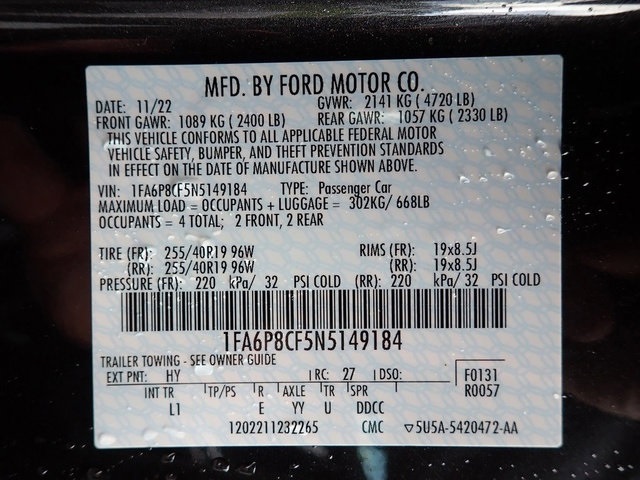 MFD. BY FORD MOTOR CO.
DATE: 11/22 GVWR: 2141 KG (4720 LB)
FRONT GAWR: 1089 KG (2400 LB) REAR GAWR: 1057 KG (2330 LB)
THIS VEHICLE CONFORMS TO ALL APPLICABLE FEDERAL MOTOR
VEHICLE SAFETY, BUMPER, AND THEFT PREVENTION STANDARDS
IN EFFECT ON THE DATE OF MANUFACTURE SHOWN ABOVE.
VIN: 1FA6P8CF5N5149184 TYPE: Passenger Car
MAXIMUM LOAD = OCCUPANTS + LUGGAGE = 302KG/ 668LB
OCCUPANTS = 4 TOTAL; 2 FRONT, 2 REAR
TIRE (FR): 255/40R19 96W RIMS (FR): 19x8.5J
(RR): 255/40R19 96W (RR): 19x8.5J
PRESSURE (FR): 220 kPa/ 32 PSI COLD (RR): 220 kPa/ 32 PSI COLD
1FA6P8CF5N5149184
TRAILER TOWING - SEE OWNER GUIDE
EXT PNT: HY RC: 27 DSO: F0131
INT TR TP/PS R AXLE TR SPR R0057
L1 E YY U DDCC
1202211232265 CMC ▽5U5A-5420472-AA